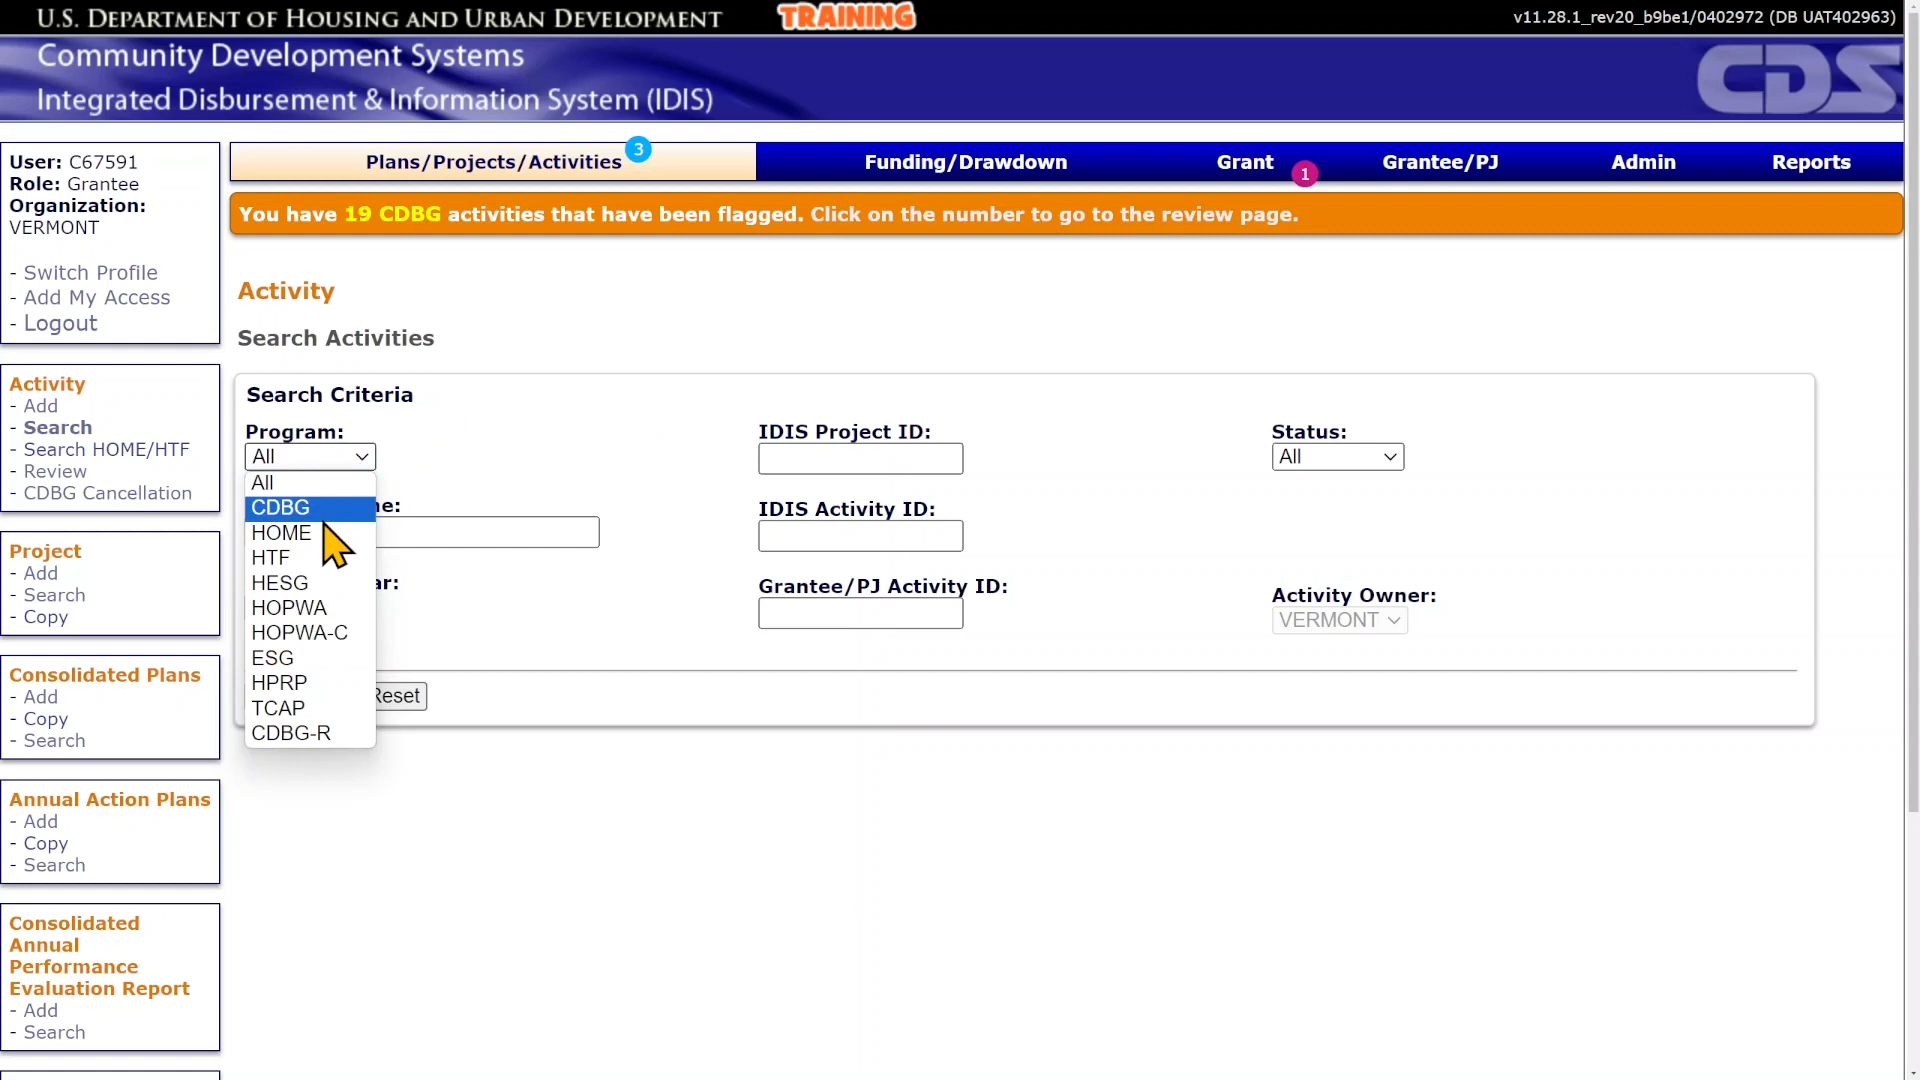 U.S. DEPARTMENT OF HOUSING AND URBAN DEVELOPMENT
TRAINING
v11.28.1_rev20_b9be1/0402972 (DB UAT402963)
Community Development Systems
Integrated Disbursement & Information System (IDIS)
CDS
User: C67591
Role: Grantee
Organization:
VERMONT
- Switch Profile
- Add My Access
- Logout
Plans/Projects/Activities 3
Funding/Drawdown
Grant 1
Grantee/PJ
Admin
Reports
You have 19 CDBG activities that have been flagged. Click on the number to go to the review page.
Activity
- Add
- Search
- Search HOME/HTF
- Review
- CDBG Cancellation
Project
- Add
- Search
- Copy
Consolidated Plans
- Add
- Copy
- Search
Annual Action Plans
- Add
- Copy
- Search
Consolidated
Annual
Performance
Evaluation Report
- Add
- Search
Activity
Search Activities
Search Criteria
Program:
All
All
CDBG
HOME
HTF
HESG
HOPWA
HOPWA-C
ESG
HPRP
TCAP
CDBG-R
e:
ar:
Reset
IDIS Project ID:
IDIS Activity ID:
Grantee/PJ Activity ID:
Status:
All
Activity Owner:
VERMONT